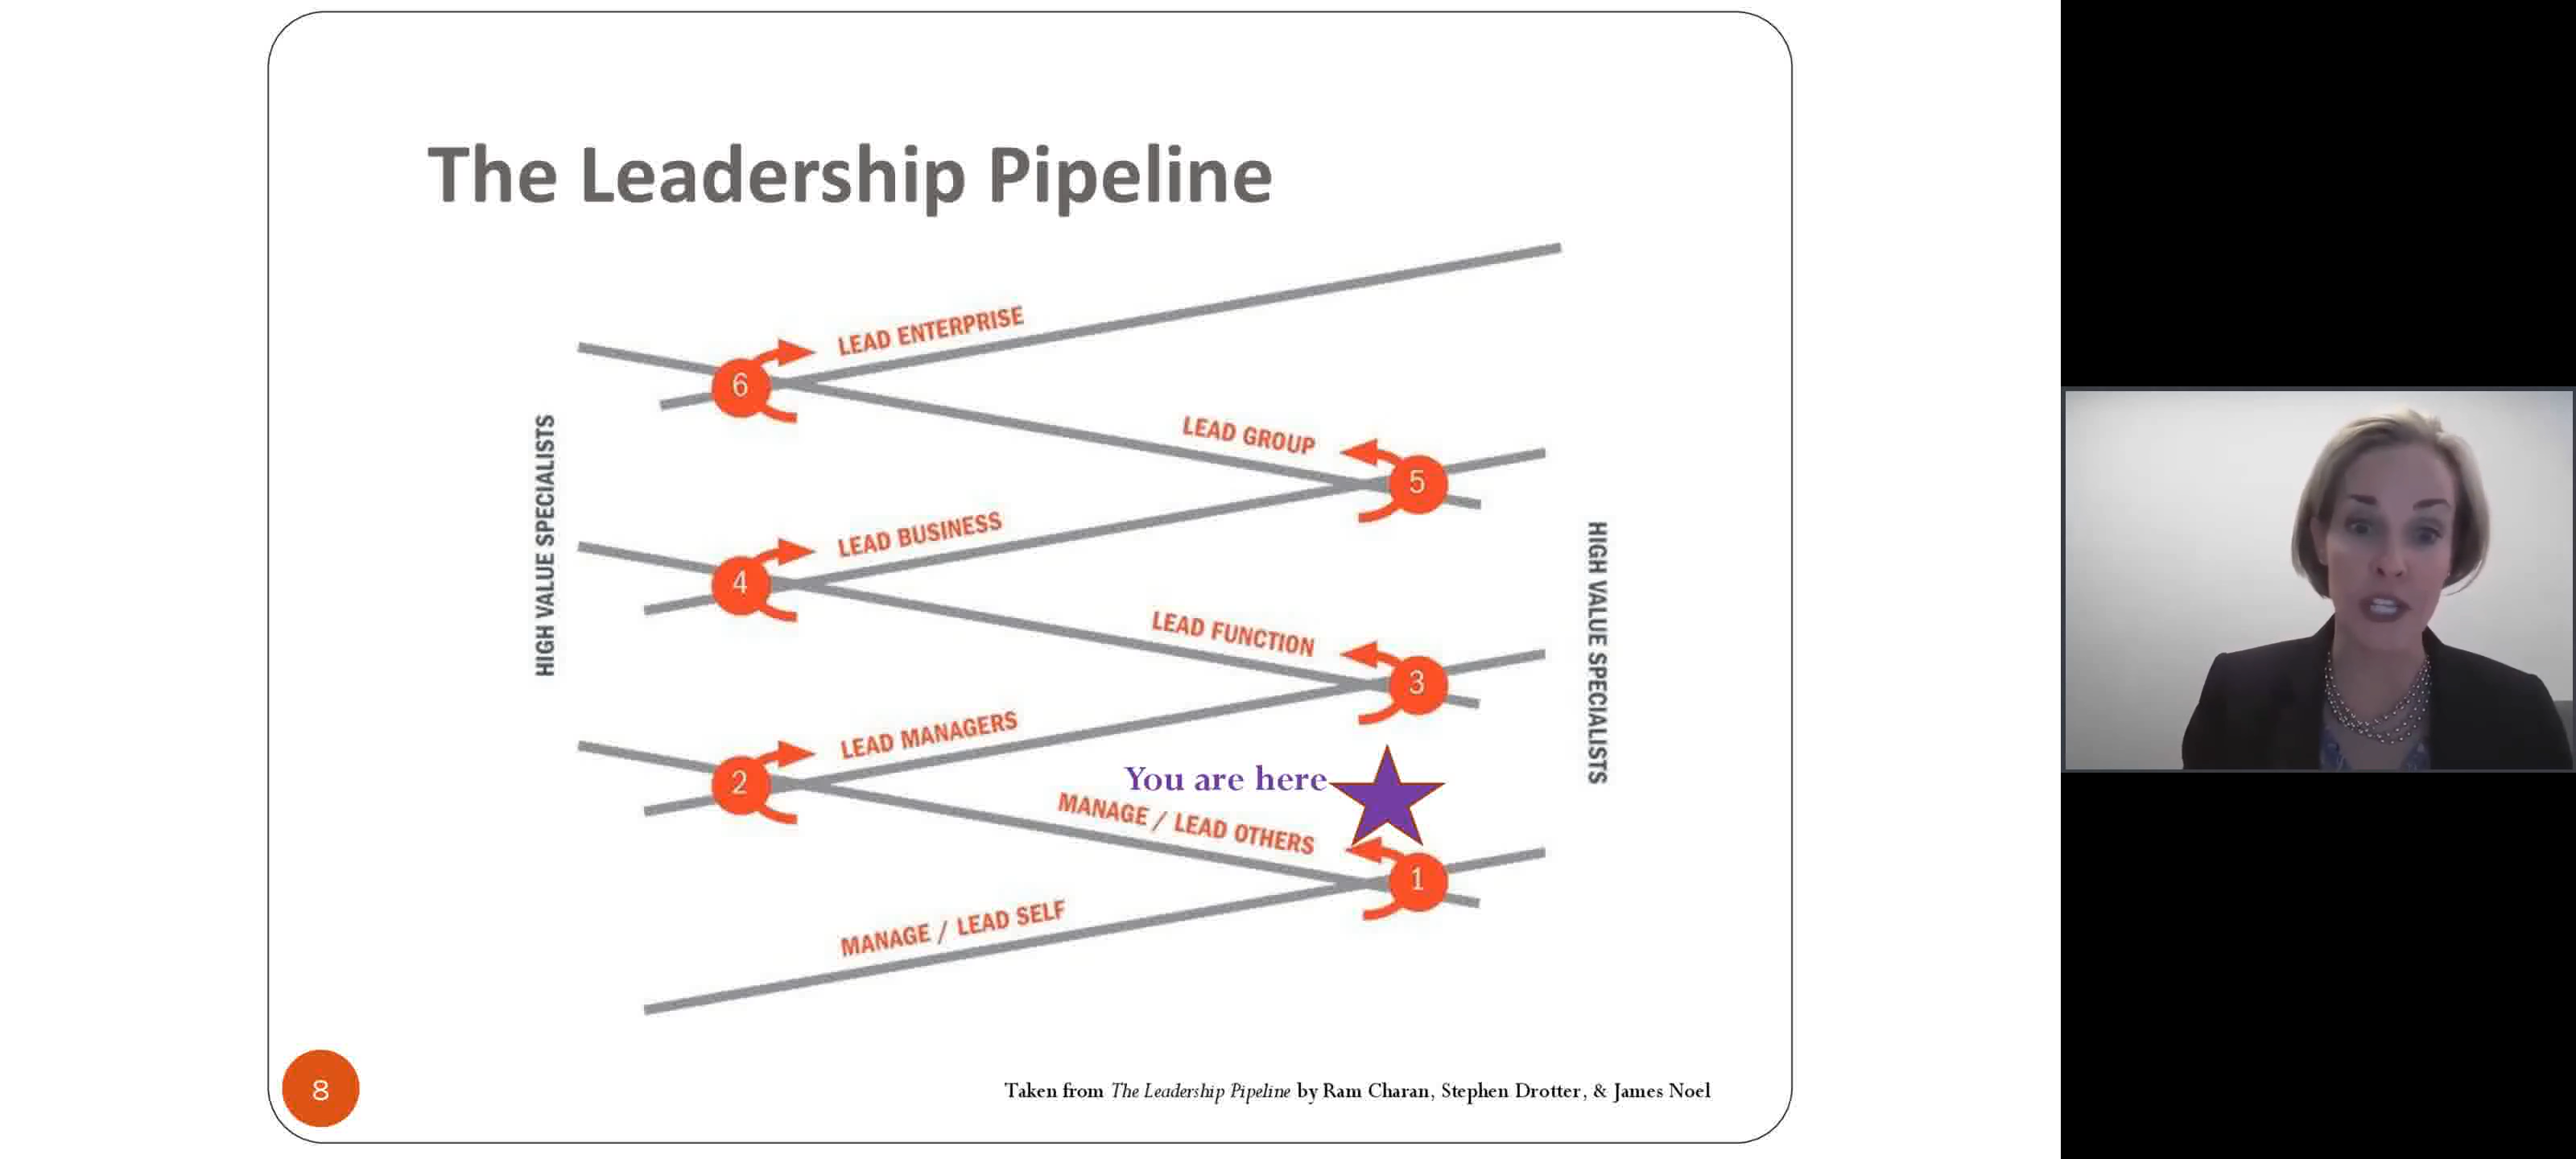 The Leadership Pipeline
LEAD ENTERPRISE
6
LEAD GROUP
5
HIGH VALUE SPECIALISTS
LEAD BUSINESS
4
HIGH VALUE SPECIALISTS
LEAD FUNCTION
3
LEAD MANAGERS
2
You are here
MANAGE / LEAD OTHERS
1
MANAGE / LEAD SELF
8
Taken from The Leadership Pipeline by Ram Charan, Stephen Drotter, & James Noel